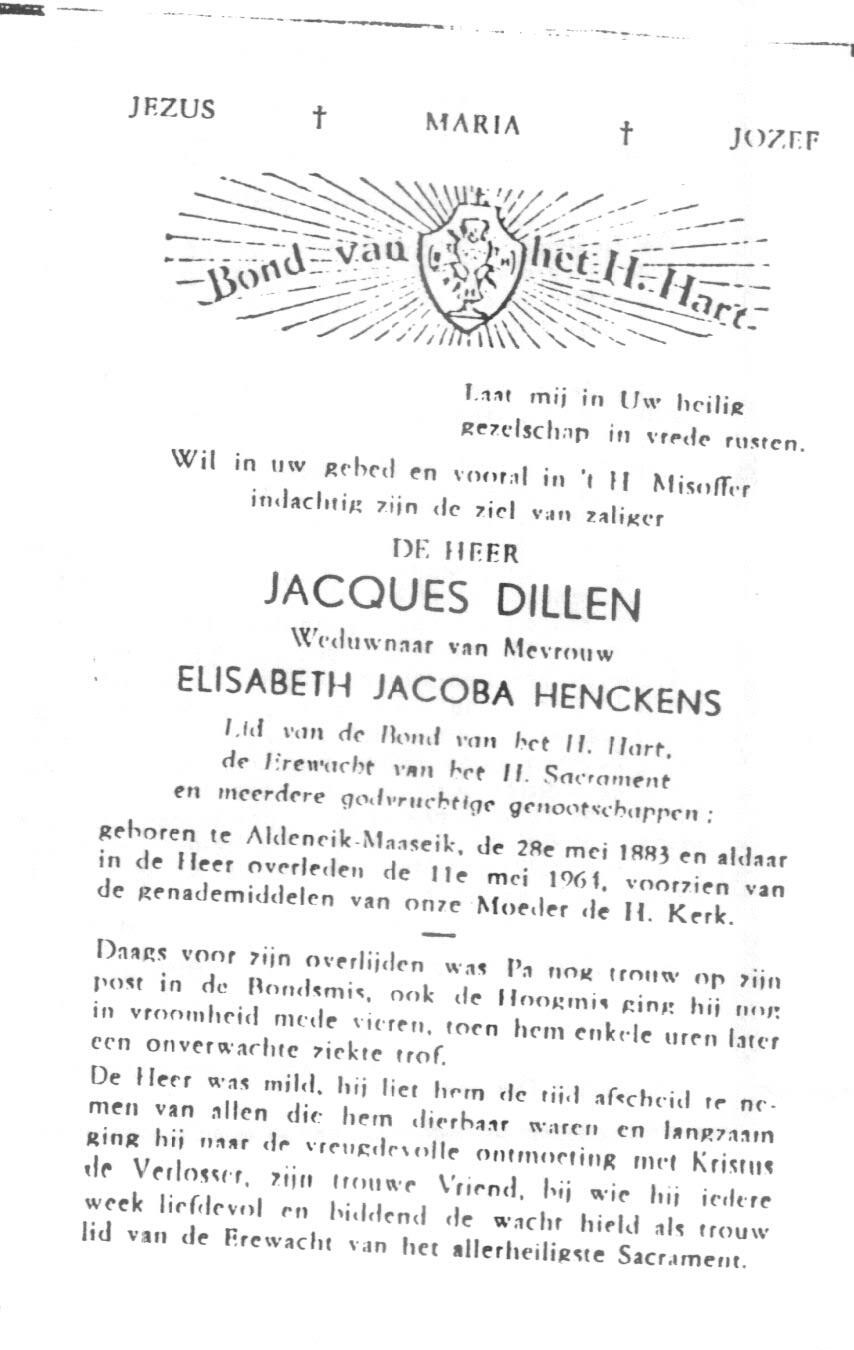 JEZUS † MARIA † JOZEF
Bond van het H. Hart
Laat mij in Uw heilig
gezelschap in vrede rusten.
Wil in uw gebed en vooral in 't H Misoffer
indachtig zijn de ziel van zaliger
DE HEER
JACQUES DILLEN
Weduwnaar van Mevrouw
ELISABETH JACOBA HENCKENS
Lid van de Bond van het H. Hart,
de Erewacht van het H. Sacrament
en meerdere godvruchtige genootschappen ;
geboren te Aldeneik-Maaseik, de 28e mei 1883 en aldaar
in de Heer overleden de 11e mei, voorzien van
de genademiddelen van onze Moeder de H. Kerk.
Daags voor zijn overlijden was Pa nog trouw op zijn
post in de Bondsmis, ook de Hoogmis ging hij nog
in vroomheid mede vieren, toen hem enkele uren later
een onverwachte ziekte trof.
De Heer was mild, hij liet hem de tijd afscheid te ne-
men van allen die hem dierbaar waren en langzaam
ging hij naar de vreugdevolle ontmoeting met Kristus
de Verlosser, zijn trouwe Vriend, bij wie hij iedere
week liefdevol en biddend de wacht hield als trouw
lid van de Erewacht van het allerheiligste Sacrament.